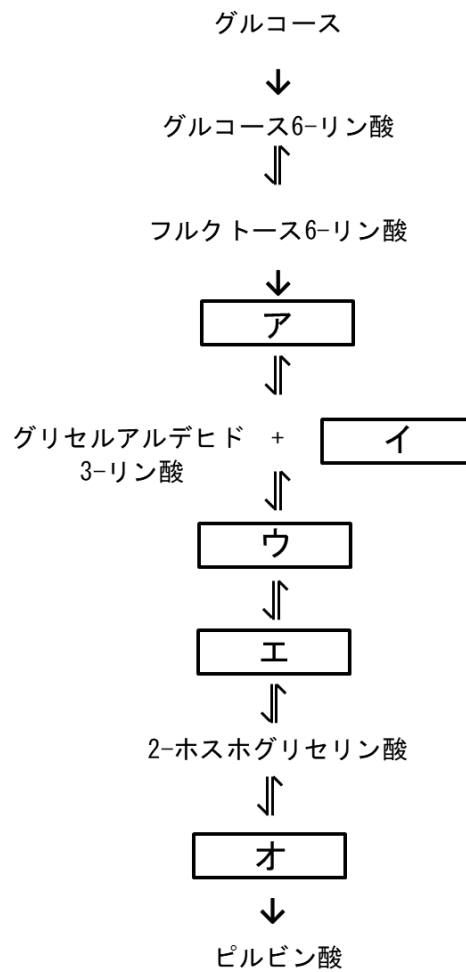 グルコース
↓
グルコース6-リン酸
⇌
フルクトース6-リン酸
↓
ア
⇌
グリセルアルデヒド + イ
3-リン酸
⇌
ウ
⇌
エ
⇌
2-ホスホグリセリン酸
⇌
オ
↓
ピルビン酸